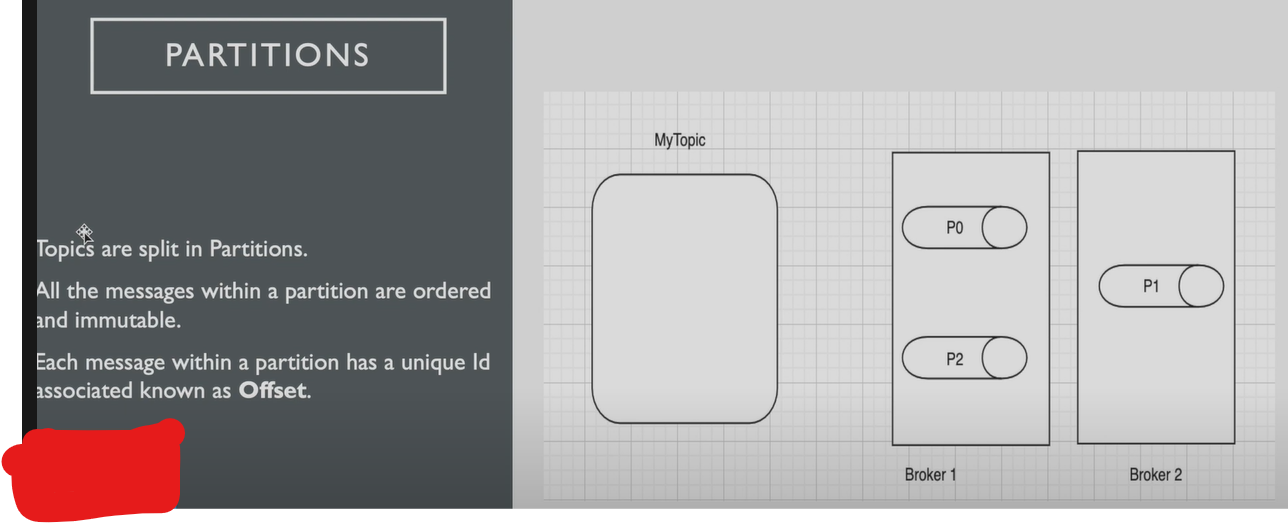 PARTITIONS
Topics are split in Partitions.
All the messages within a partition are ordered
and immutable.
Each message within a partition has a unique Id
associated known as Offset.
MyTopic
P0
P2
Broker 1
P1
Broker 2